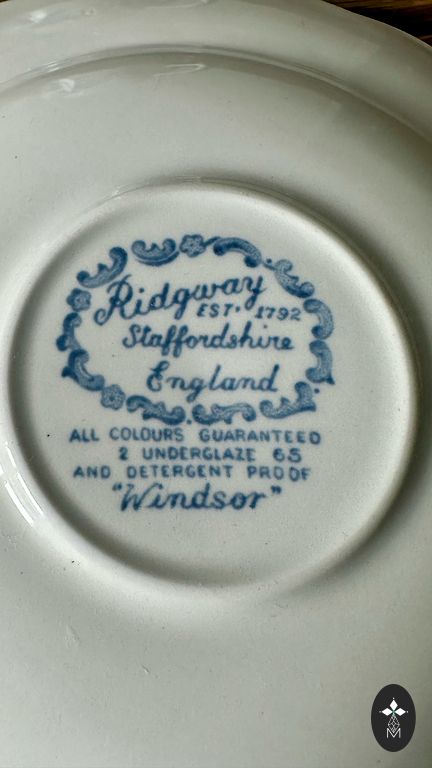 Ridgway
EST. 1792
Staffordshire
England
ALL COLOURS GUARANTEED
2 UNDERGLAZE 65
AND DETERGENT PROOF
"Windsor"
M